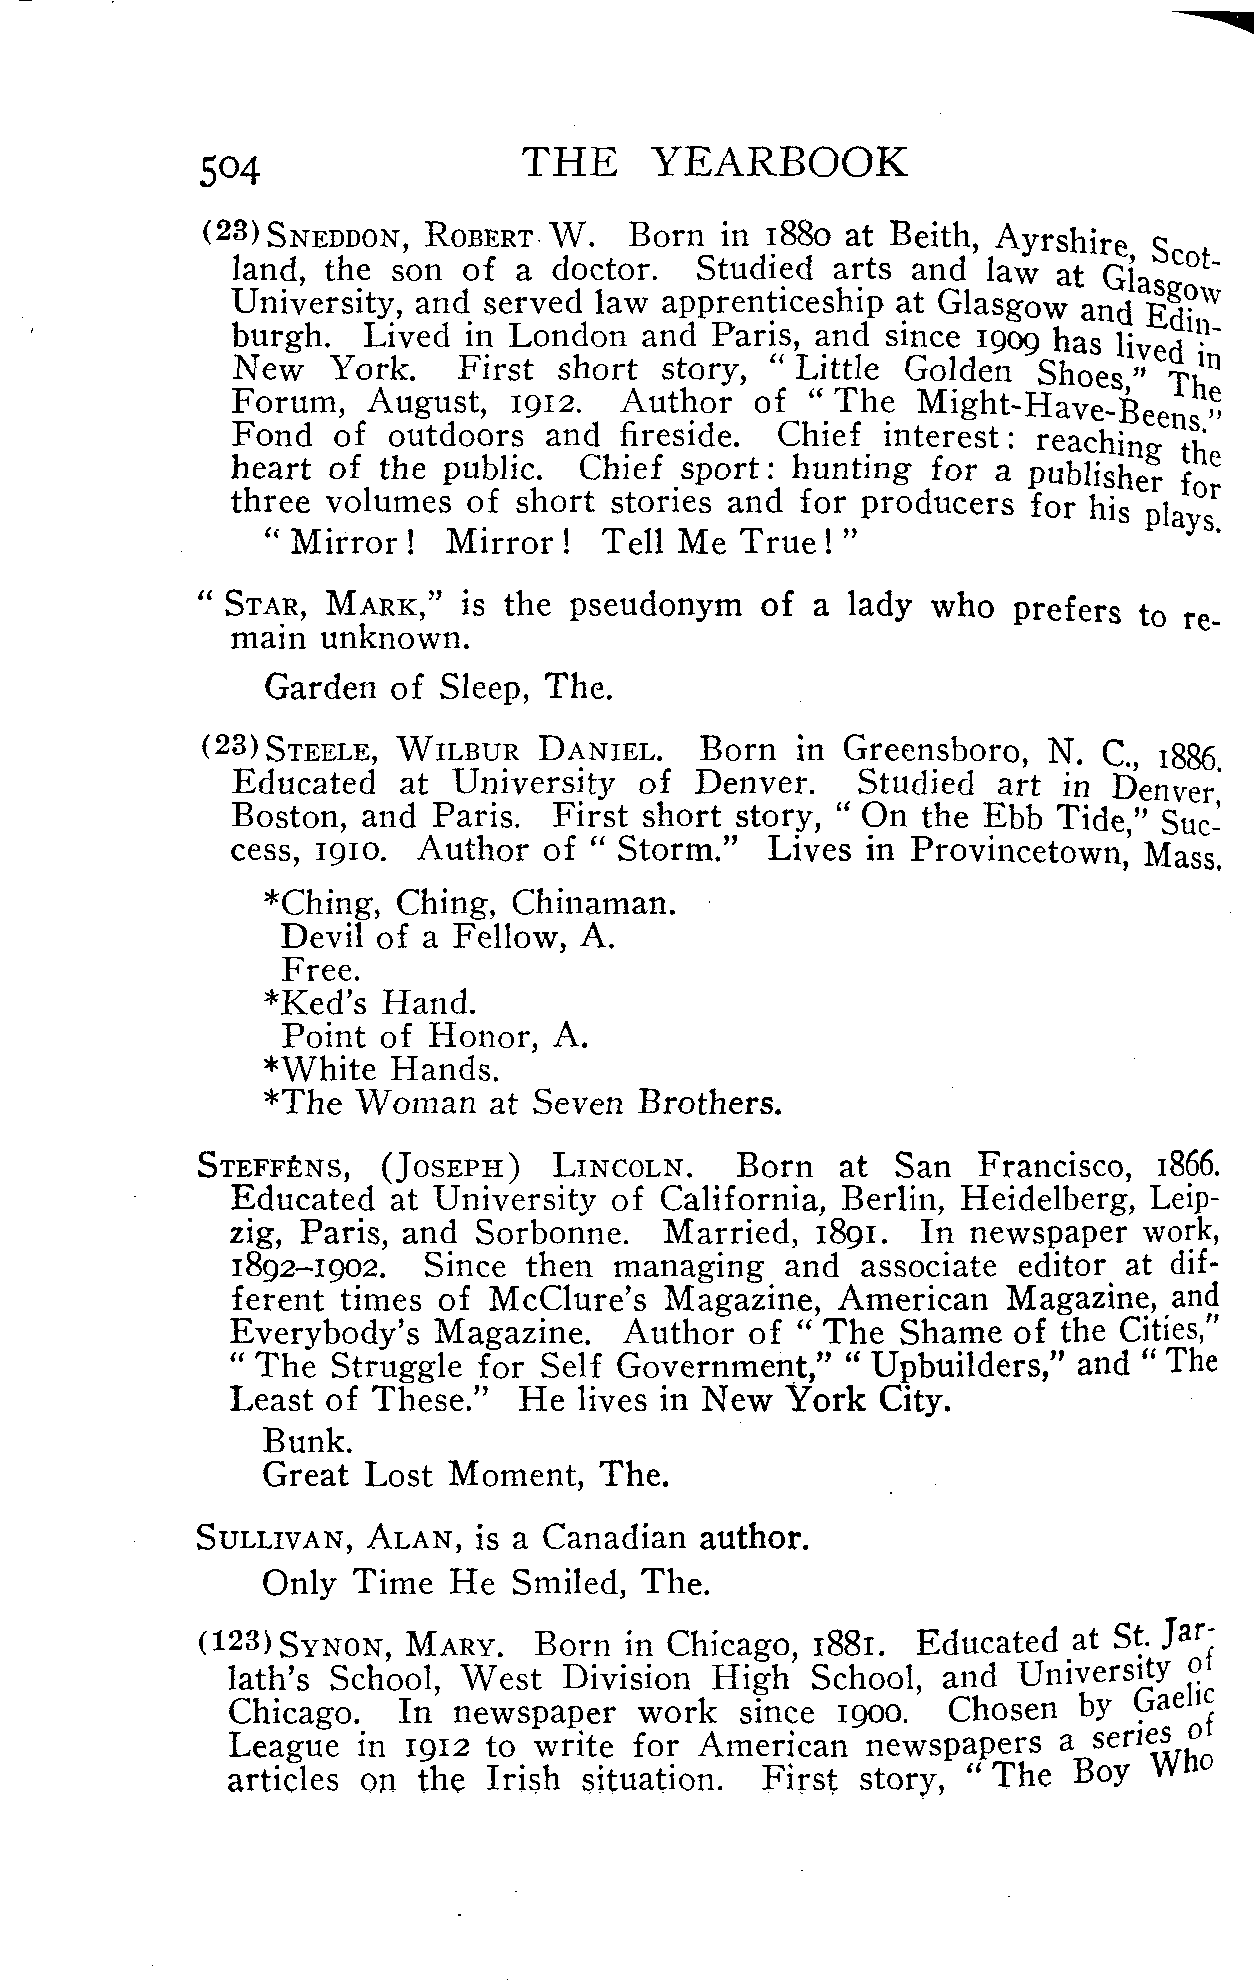 504 THE YEARBOOK
(23) SNEDDON, ROBERT W. Born in 1880 at Beith, Ayrshire, Scot-
land, the son of a doctor. Studied arts and law at Glasgow
University, and served law apprenticeship at Glasgow and Edin-
burgh. Lived in London and Paris, and since 1909 has lived in
New York. First short story, "Little Golden Shoes," The
Forum, August, 1912. Author of "The Might-Have-Beens."
Fond of outdoors and fireside. Chief interest: reaching the
heart of the public. Chief sport: hunting for a publisher for
three volumes of short stories and for producers for his plays.
"Mirror! Mirror! Tell Me True!"
"STAR, MARK," is the pseudonym of a lady who prefers to re-
main unknown.
Garden of Sleep, The.
(23) STEELE, WILBUR DANIEL. Born in Greensboro, N. C., 1886.
Educated at University of Denver. Studied art in Denver,
Boston, and Paris. First short story, "On the Ebb Tide," Suc-
cess, 1910. Author of "Storm." Lives in Provincetown, Mass.
*Ching, Ching, Chinaman.
Devil of a Fellow, A.
Free.
*Ked's Hand.
Point of Honor, A.
*White Hands.
*The Woman at Seven Brothers.
STEFFÉNS, (JOSEPH) LINCOLN. Born at San Francisco, 1866.
Educated at University of California, Berlin, Heidelberg, Leip-
zig, Paris, and Sorbonne. Married, 1891. In newspaper work,
1892–1902. Since then managing and associate editor at dif-
ferent times of McClure's Magazine, American Magazine, and
Everybody's Magazine. Author of "The Shame of the Cities,"
"The Struggle for Self Government," "Upbuilders," and "The
Least of These." He lives in New York City.
Bunk.
Great Lost Moment, The.
SULLIVAN, ALAN, is a Canadian author.
Only Time He Smiled, The.
(123) SYNON, MARY. Born in Chicago, 1881. Educated at St. Jar-
lath's School, West Division High School, and University of
Chicago. In newspaper work since 1900. Chosen by Gaelic
League in 1912 to write for American newspapers a series of
articles on the Irish situation. First story, "The Boy Who